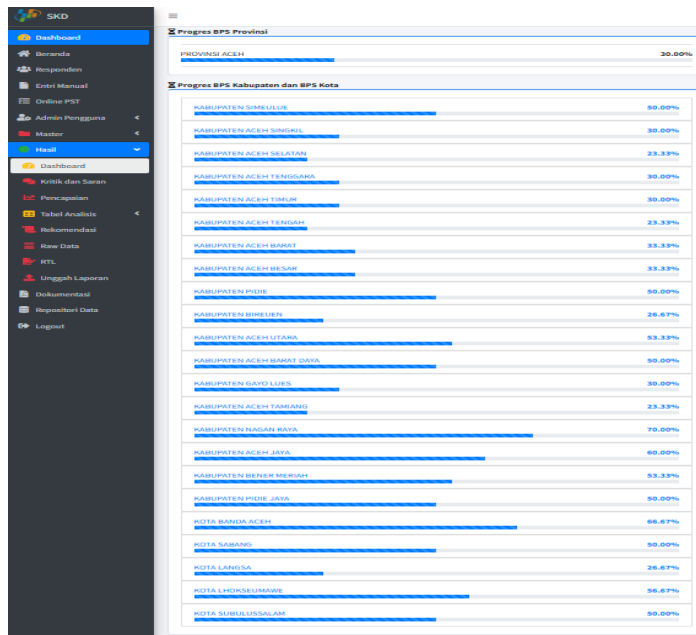 SKD
Dashboard
Beranda
Responden
Entri Manual
Online PST
Admin Pengguna
Master
Hasil
Dashboard
Kritik dan Saran
Pencapaian
Tabel Analisis
Rekomendasi
Raw Data
RTL
Unggah Laporan
Dokumentasi
Repositori Data
Logout
Progres BPS Provinsi
PROVINSI ACEH 30.00%
Progres BPS Kabupaten dan BPS Kota
KABUPATEN SIMEULUE 50.00%
KABUPATEN ACEH SINGKIL 30.00%
KABUPATEN ACEH SELATAN 23.33%
KABUPATEN ACEH TENGGARA 30.00%
KABUPATEN ACEH TIMUR 30.00%
KABUPATEN ACEH TENGAH 23.33%
KABUPATEN ACEH BARAT 33.33%
KABUPATEN ACEH BESAR 33.33%
KABUPATEN PIDIE 50.00%
KABUPATEN BIREUEN 26.67%
KABUPATEN ACEH UTARA 53.33%
KABUPATEN ACEH BARAT DAYA 50.00%
KABUPATEN GAYO LUES 30.00%
KABUPATEN ACEH TAMIANG 23.33%
KABUPATEN NAGAN RAYA 70.00%
KABUPATEN ACEH JAYA 60.00%
KABUPATEN BENER MERIAH 53.33%
KABUPATEN PIDIE JAYA 50.00%
KOTA BANDA ACEH 66.67%
KOTA SABANG 50.00%
KOTA LANGSA 26.67%
KOTA LHOKSEUMAWE 56.67%
KOTA SUBULUSSALAM 50.00%